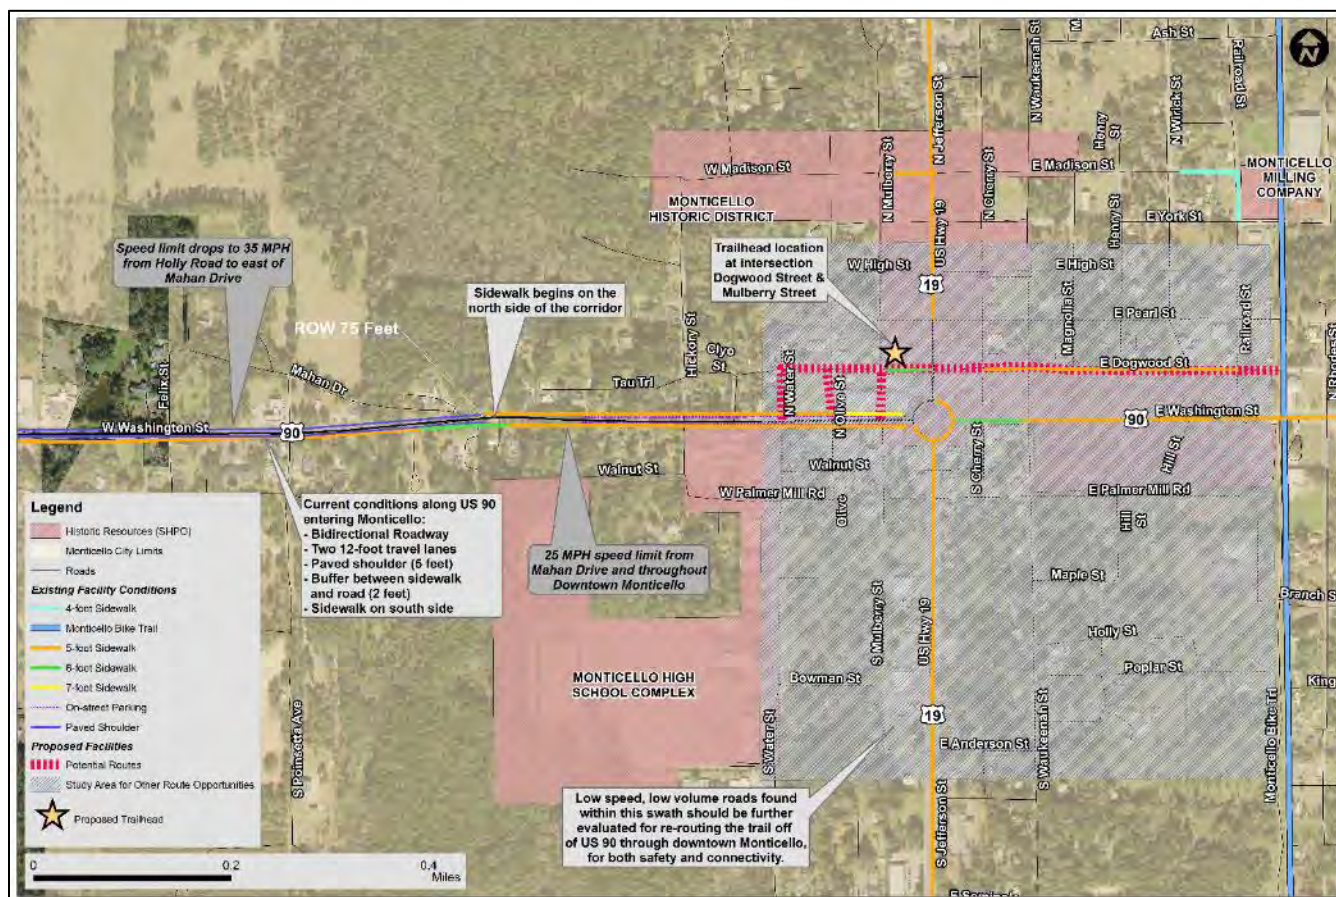 Ash St
N
Railroad St
N Wirick St
N Waukeenah St
N Jefferson St
Henry St
N Mulberry St
N Cherry St
W Madison St
E Madison St
MONTICELLO
MILLING
COMPANY
MONTICELLO
HISTORIC DISTRICT
US Hwy 19
E York St
Henry St
Speed limit drops to 35 MPH
from Holly Road to east of
Mahan Drive
Trailhead location
at intersection
Dogwood Street &
Mulberry Street
W High St
E High St
19
Sidewalk begins on the
north side of the corridor
ROW 75 Feet
Hickory St
Magnolia St
E Pearl St
Railroad St
Clyo St
E Dogwood St
Felix St
Mahan Dr
Tau Trl
N Water St
N Olive St
W Washington St
90
E Washington St
90
Walnut St
Walnut St
S Cherry St
Hill St
W Palmer Mill Rd
E Palmer Mill Rd
Olive
Hill St
Legend
Historic Resources (SHPO)
Monticello City Limits
Roads
Existing Facility Conditions
4-foot Sidewalk
Monticello Bike Trail
5-foot Sidewalk
6-foot Sidewalk
7-foot Sidewalk
On-street Parking
Paved Shoulder
Proposed Facilities
Potential Routes
Study Area for Other Route Opportunities
Proposed Trailhead
Current conditions along US 90
entering Monticello:
- Bidirectional Roadway
- Two 12-foot travel lanes
- Paved shoulder (5 feet)
- Buffer between sidewalk
and road (2 feet)
- Sidewalk on south side
25 MPH speed limit from
Mahan Drive and throughout
Downtown Monticello
Maple St
Branch S
S Mulberry St
US Hwy 19
Holly St
Poplar St
King
MONTICELLO HIGH
SCHOOL COMPLEX
Bowman St
19
S Poinsetta Ave
S Water St
E Anderson St
S Waukeenah St
Monticello Bike Trl
Low speed, low volume roads found
within this swath should be further
evaluated for re-routing the trail off
of US 90 through downtown Monticello,
for both safety and connectivity.
S Jefferson St
0 0.2 0.4
Miles